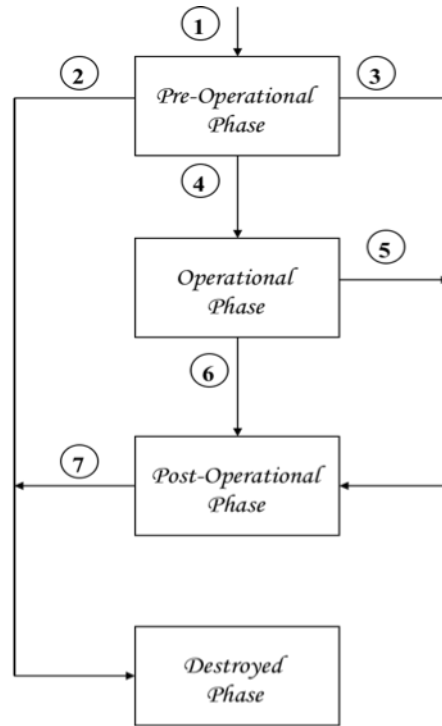 1
2
3
Pre-Operational
Phase
4
Operational
Phase
5
6
7
Post-Operational
Phase
Destroyed
Phase